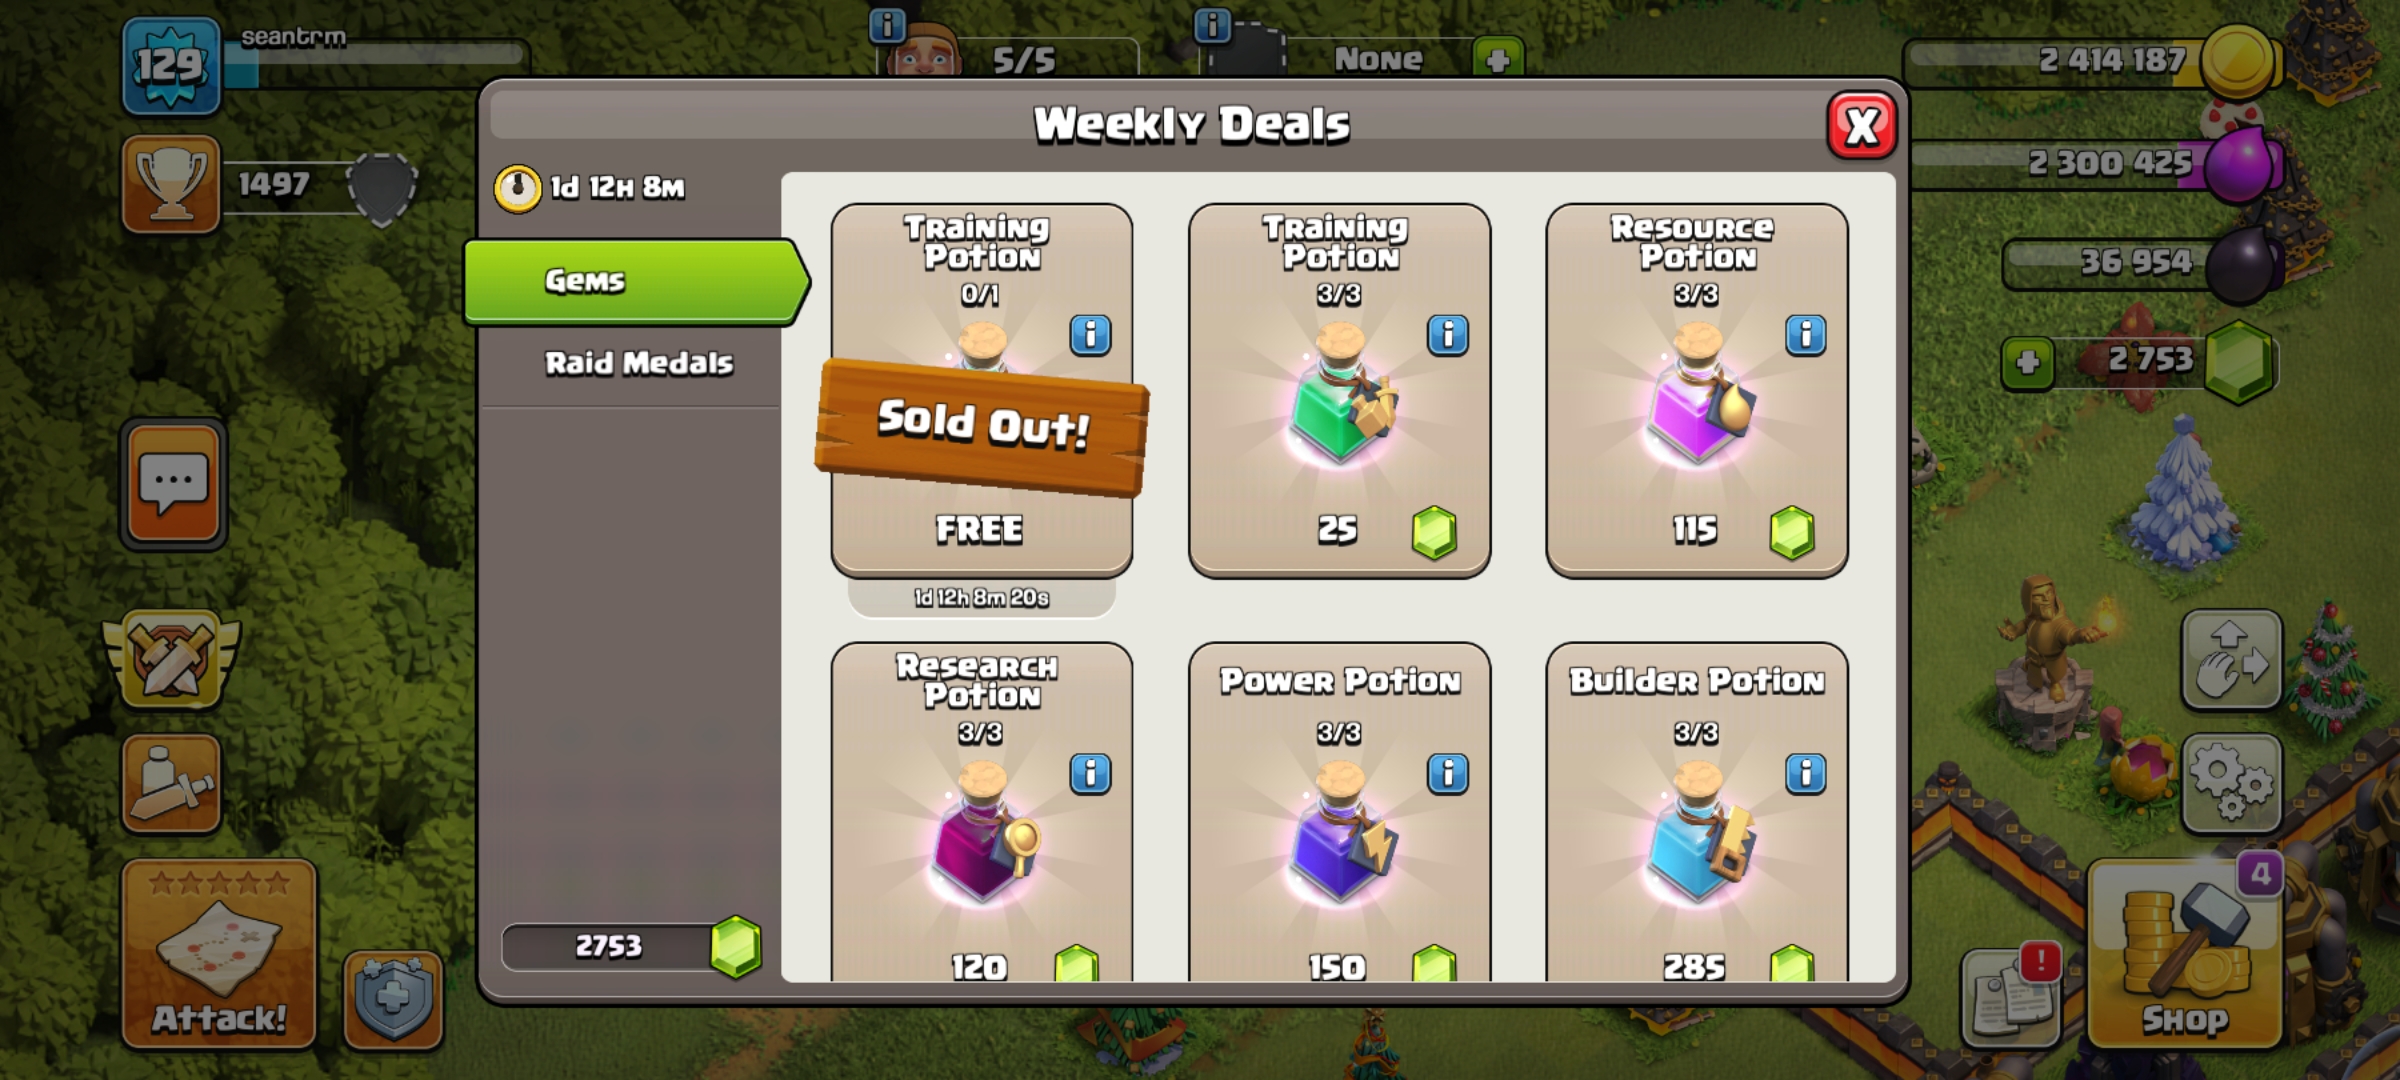 129
seantrm
5/5
None
2 414 187
Weekly Deals
X
1497
1d 12H 8M
2 300 425
Gems
Raid Medals
36 954
2 753
Training
Potion
0/1
Sold Out!
FREE
1d 12h 8m 20s
Training
Potion
3/3
25
Resource
Potion
3/3
115
Research
Potion
3/3
120
Power Potion
3/3
150
Builder Potion
3/3
285
2753
Attack!
4
!
Shop